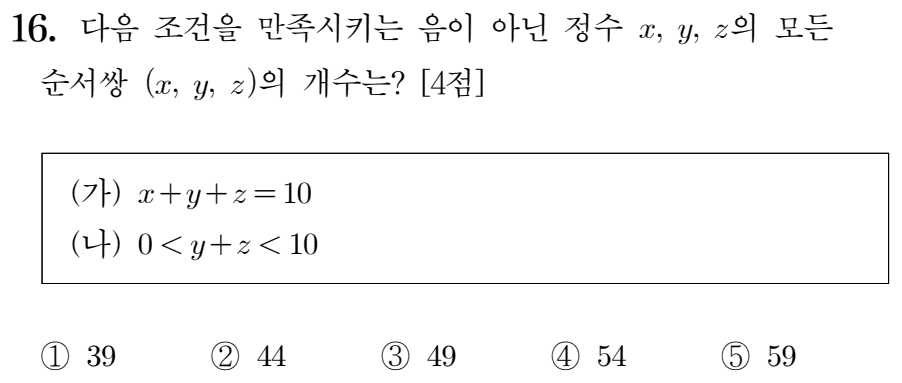 16. 다음 조건을 만족시키는 음이 아닌 정수 x, y, z의 모든
순서쌍 (x, y, z)의 개수는? [4점]
(가) x+y+z=10
(나) 0<y+z<10
① 39 ② 44 ③ 49 ④ 54 ⑤ 59